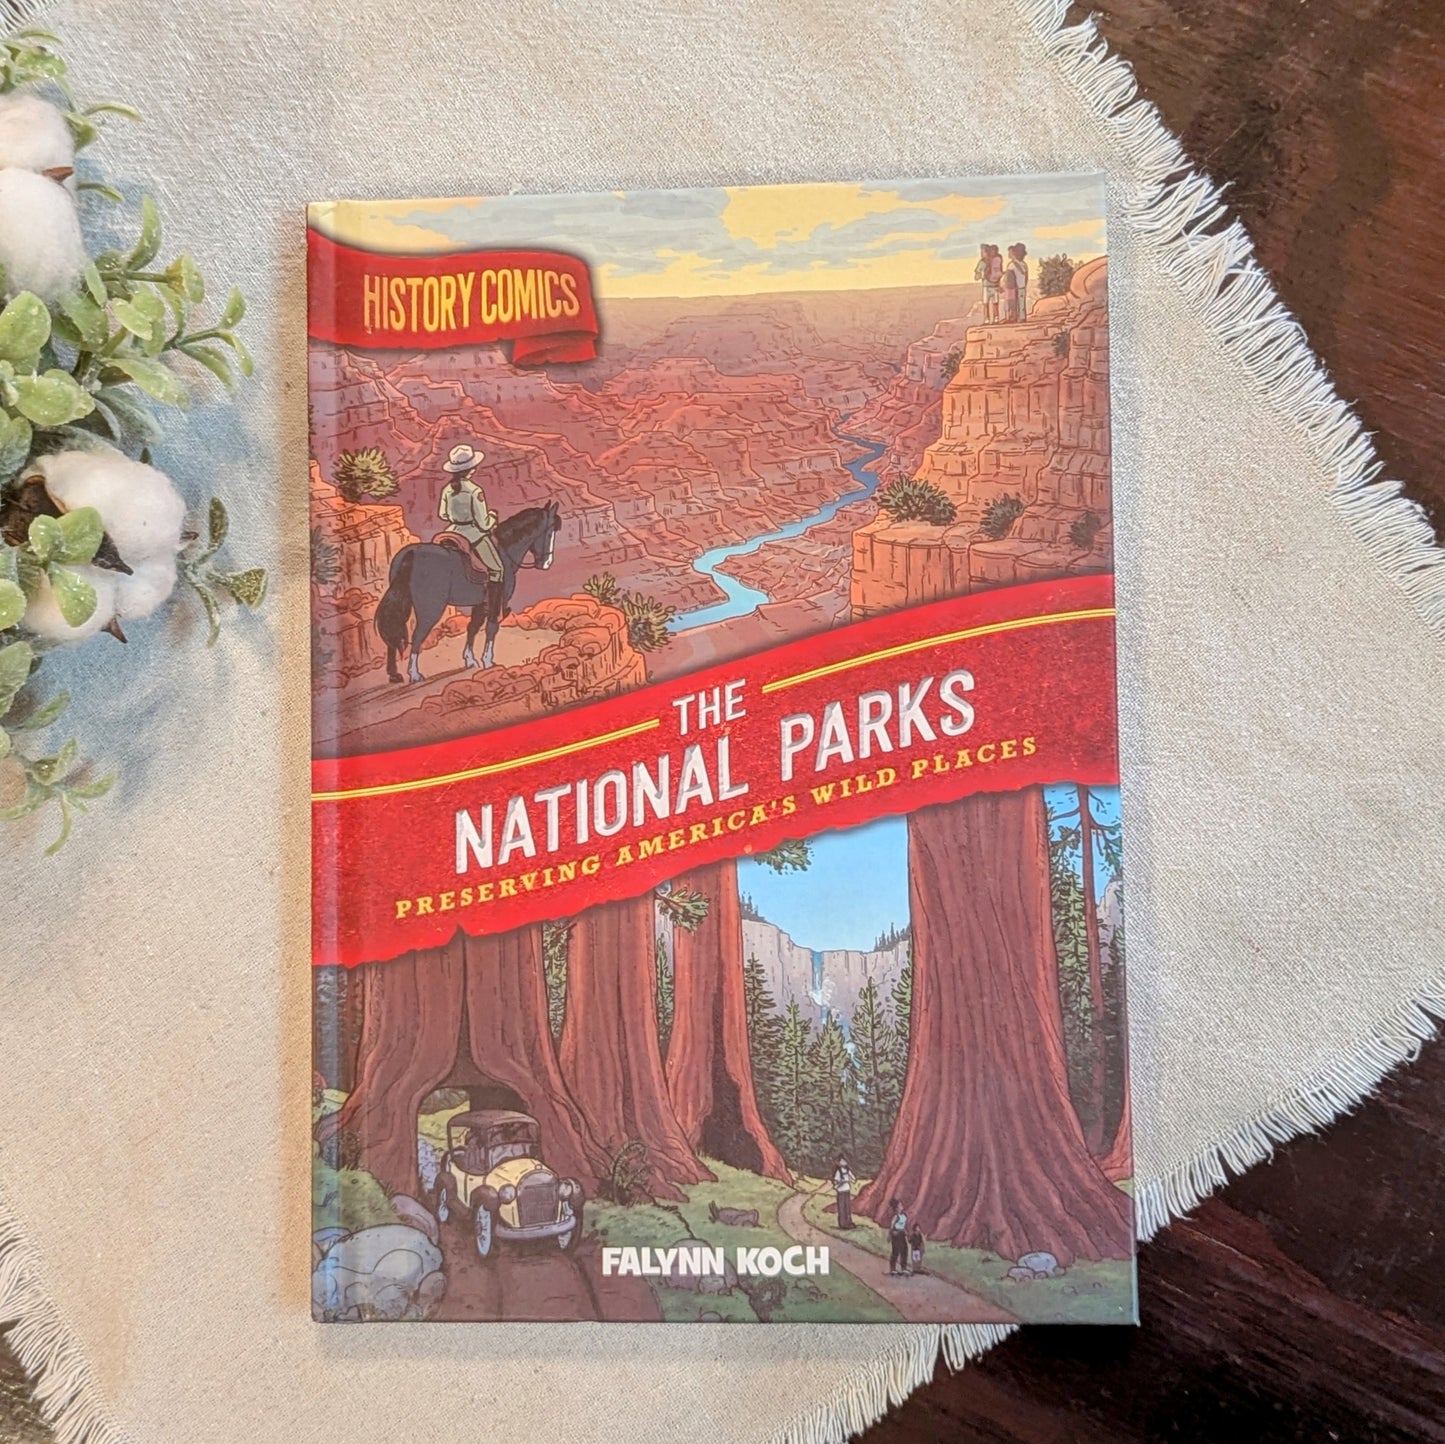 HISTORY COMICS
THE
NATIONAL PARKS
PRESERVING AMERICA'S WILD PLACES
FALYNN KOCH